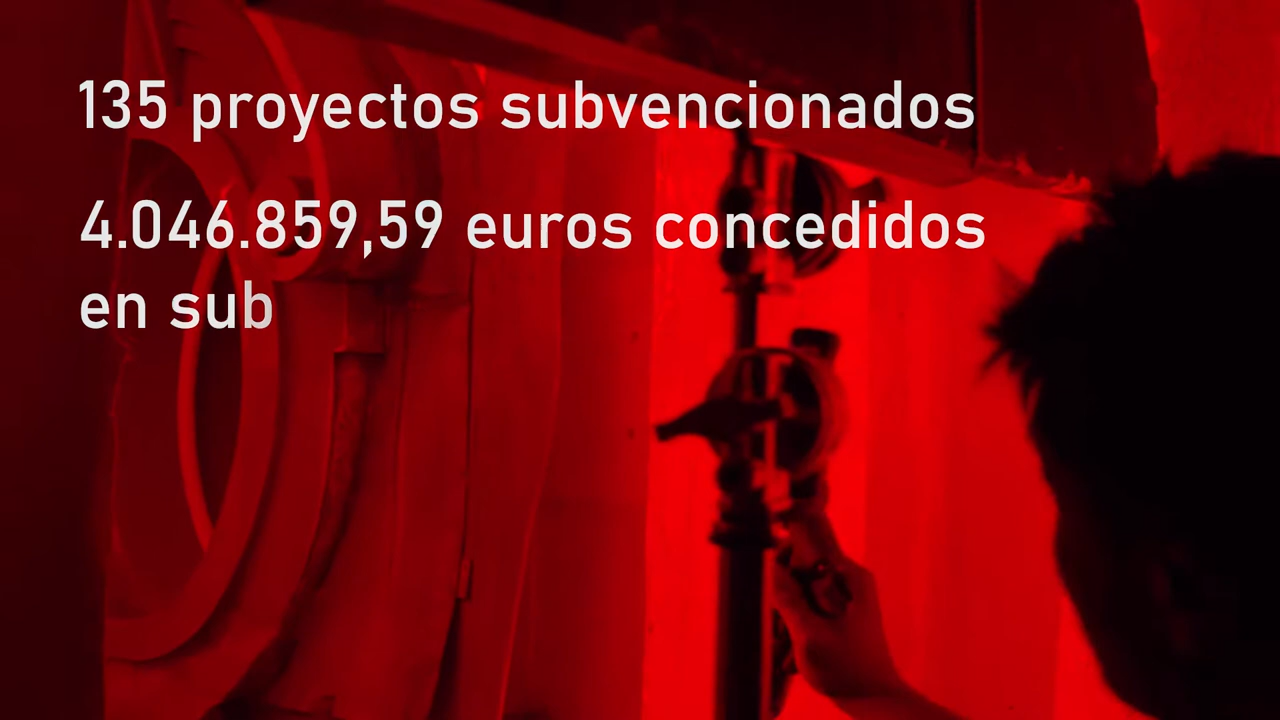 135 proyectos subvencionados
4.046.859,59 euros concedidos
en sub